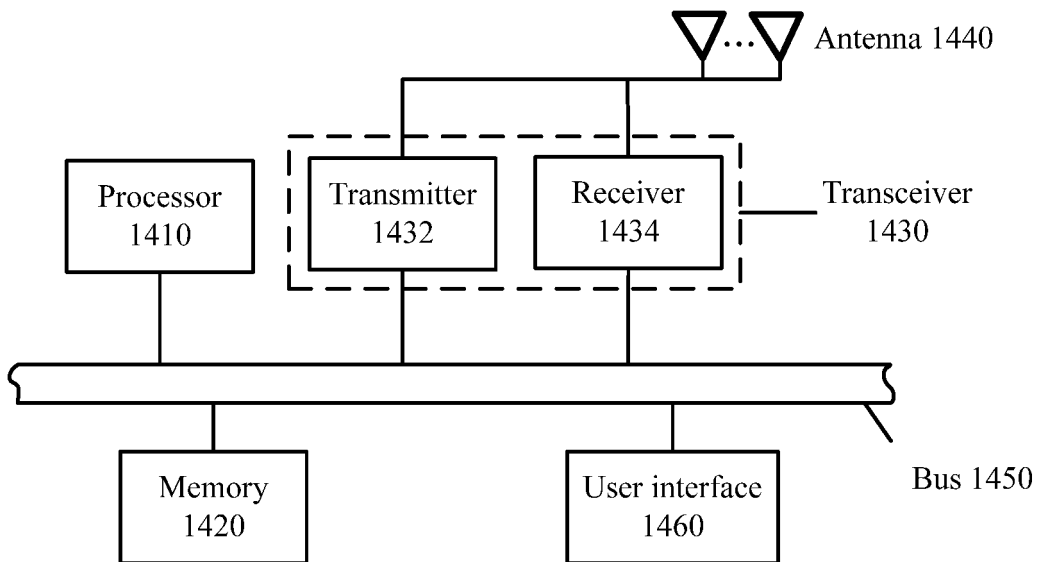 ... Antenna 1440
Processor
1410
Transmitter
1432
Receiver
1434
Transceiver
1430
Memory
1420
User interface
1460
Bus 1450